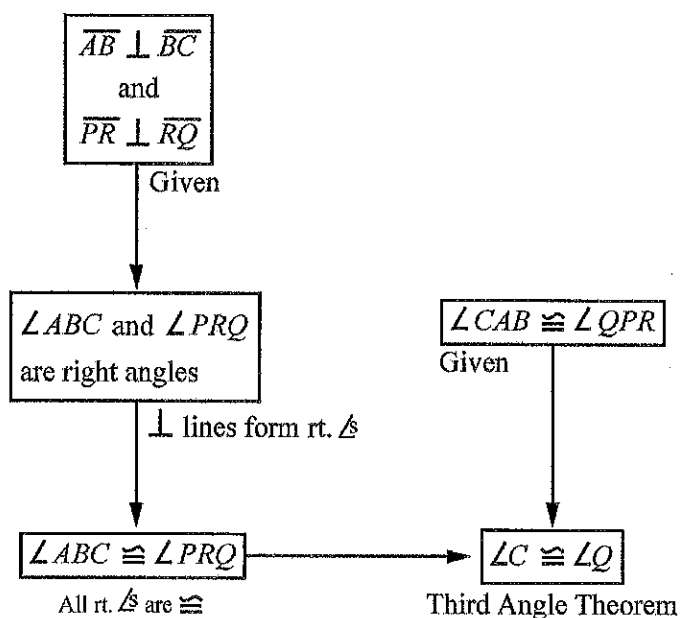 AB ⊥ BC
and
PR ⊥ RQ
Given
∠ABC and ∠PRQ
are right angles
⊥ lines form rt. ∠s
∠ABC ≅ ∠PRQ
All rt. ∠s are ≅
∠CAB ≅ ∠QPR
Given
∠C ≅ ∠Q
Third Angle Theorem